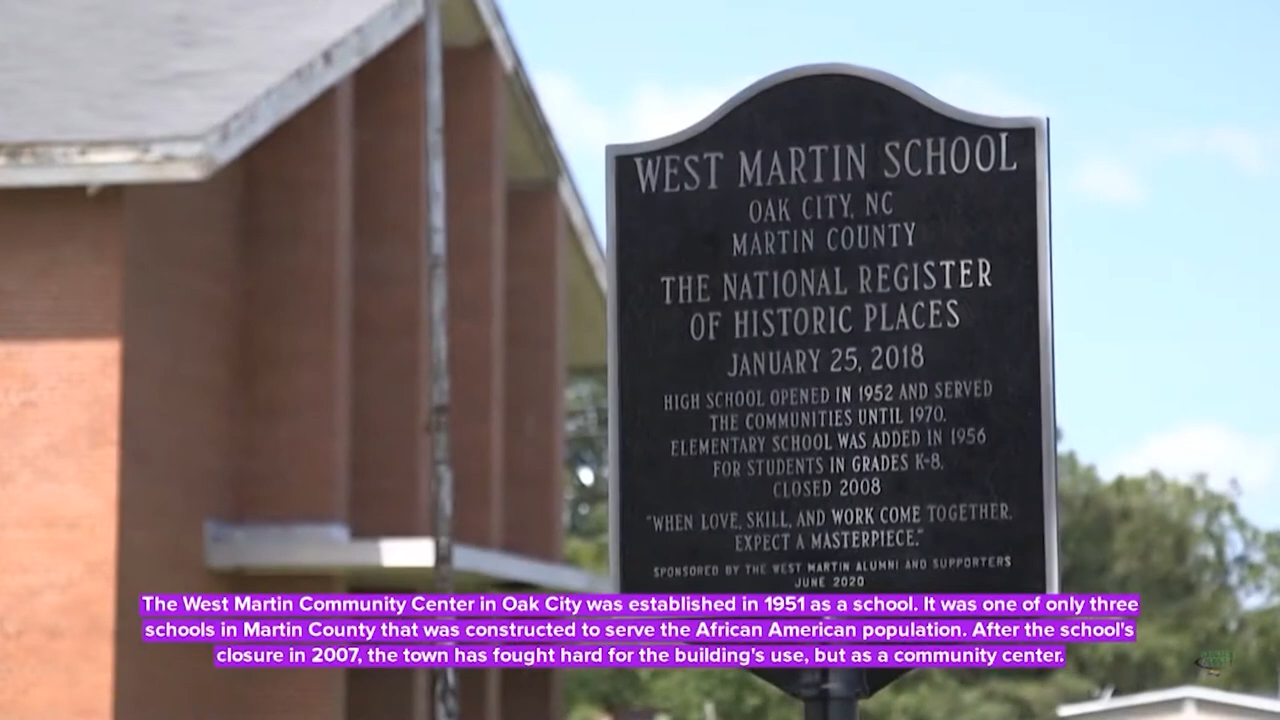 WEST MARTIN SCHOOL
OAK CITY, NC
MARTIN COUNTY
THE NATIONAL REGISTER
OF HISTORIC PLACES
JANUARY 25, 2018
HIGH SCHOOL OPENED IN 1952 AND SERVED
THE COMMUNITIES UNTIL 1970.
ELEMENTARY SCHOOL WAS ADDED IN 1956
FOR STUDENTS IN GRADES K-8.
CLOSED 2008
"WHEN LOVE, SKILL, AND WORK COME TOGETHER,
EXPECT A MASTERPIECE."
SPONSORED BY THE WEST MARTIN ALUMNI AND SUPPORTERS
JUNE 2020
The West Martin Community Center in Oak City was established in 1951 as a school. It was one of only three
schools in Martin County that was constructed to serve the African American population. After the school's
closure in 2007, the town has fought hard for the building's use, but as a community center.